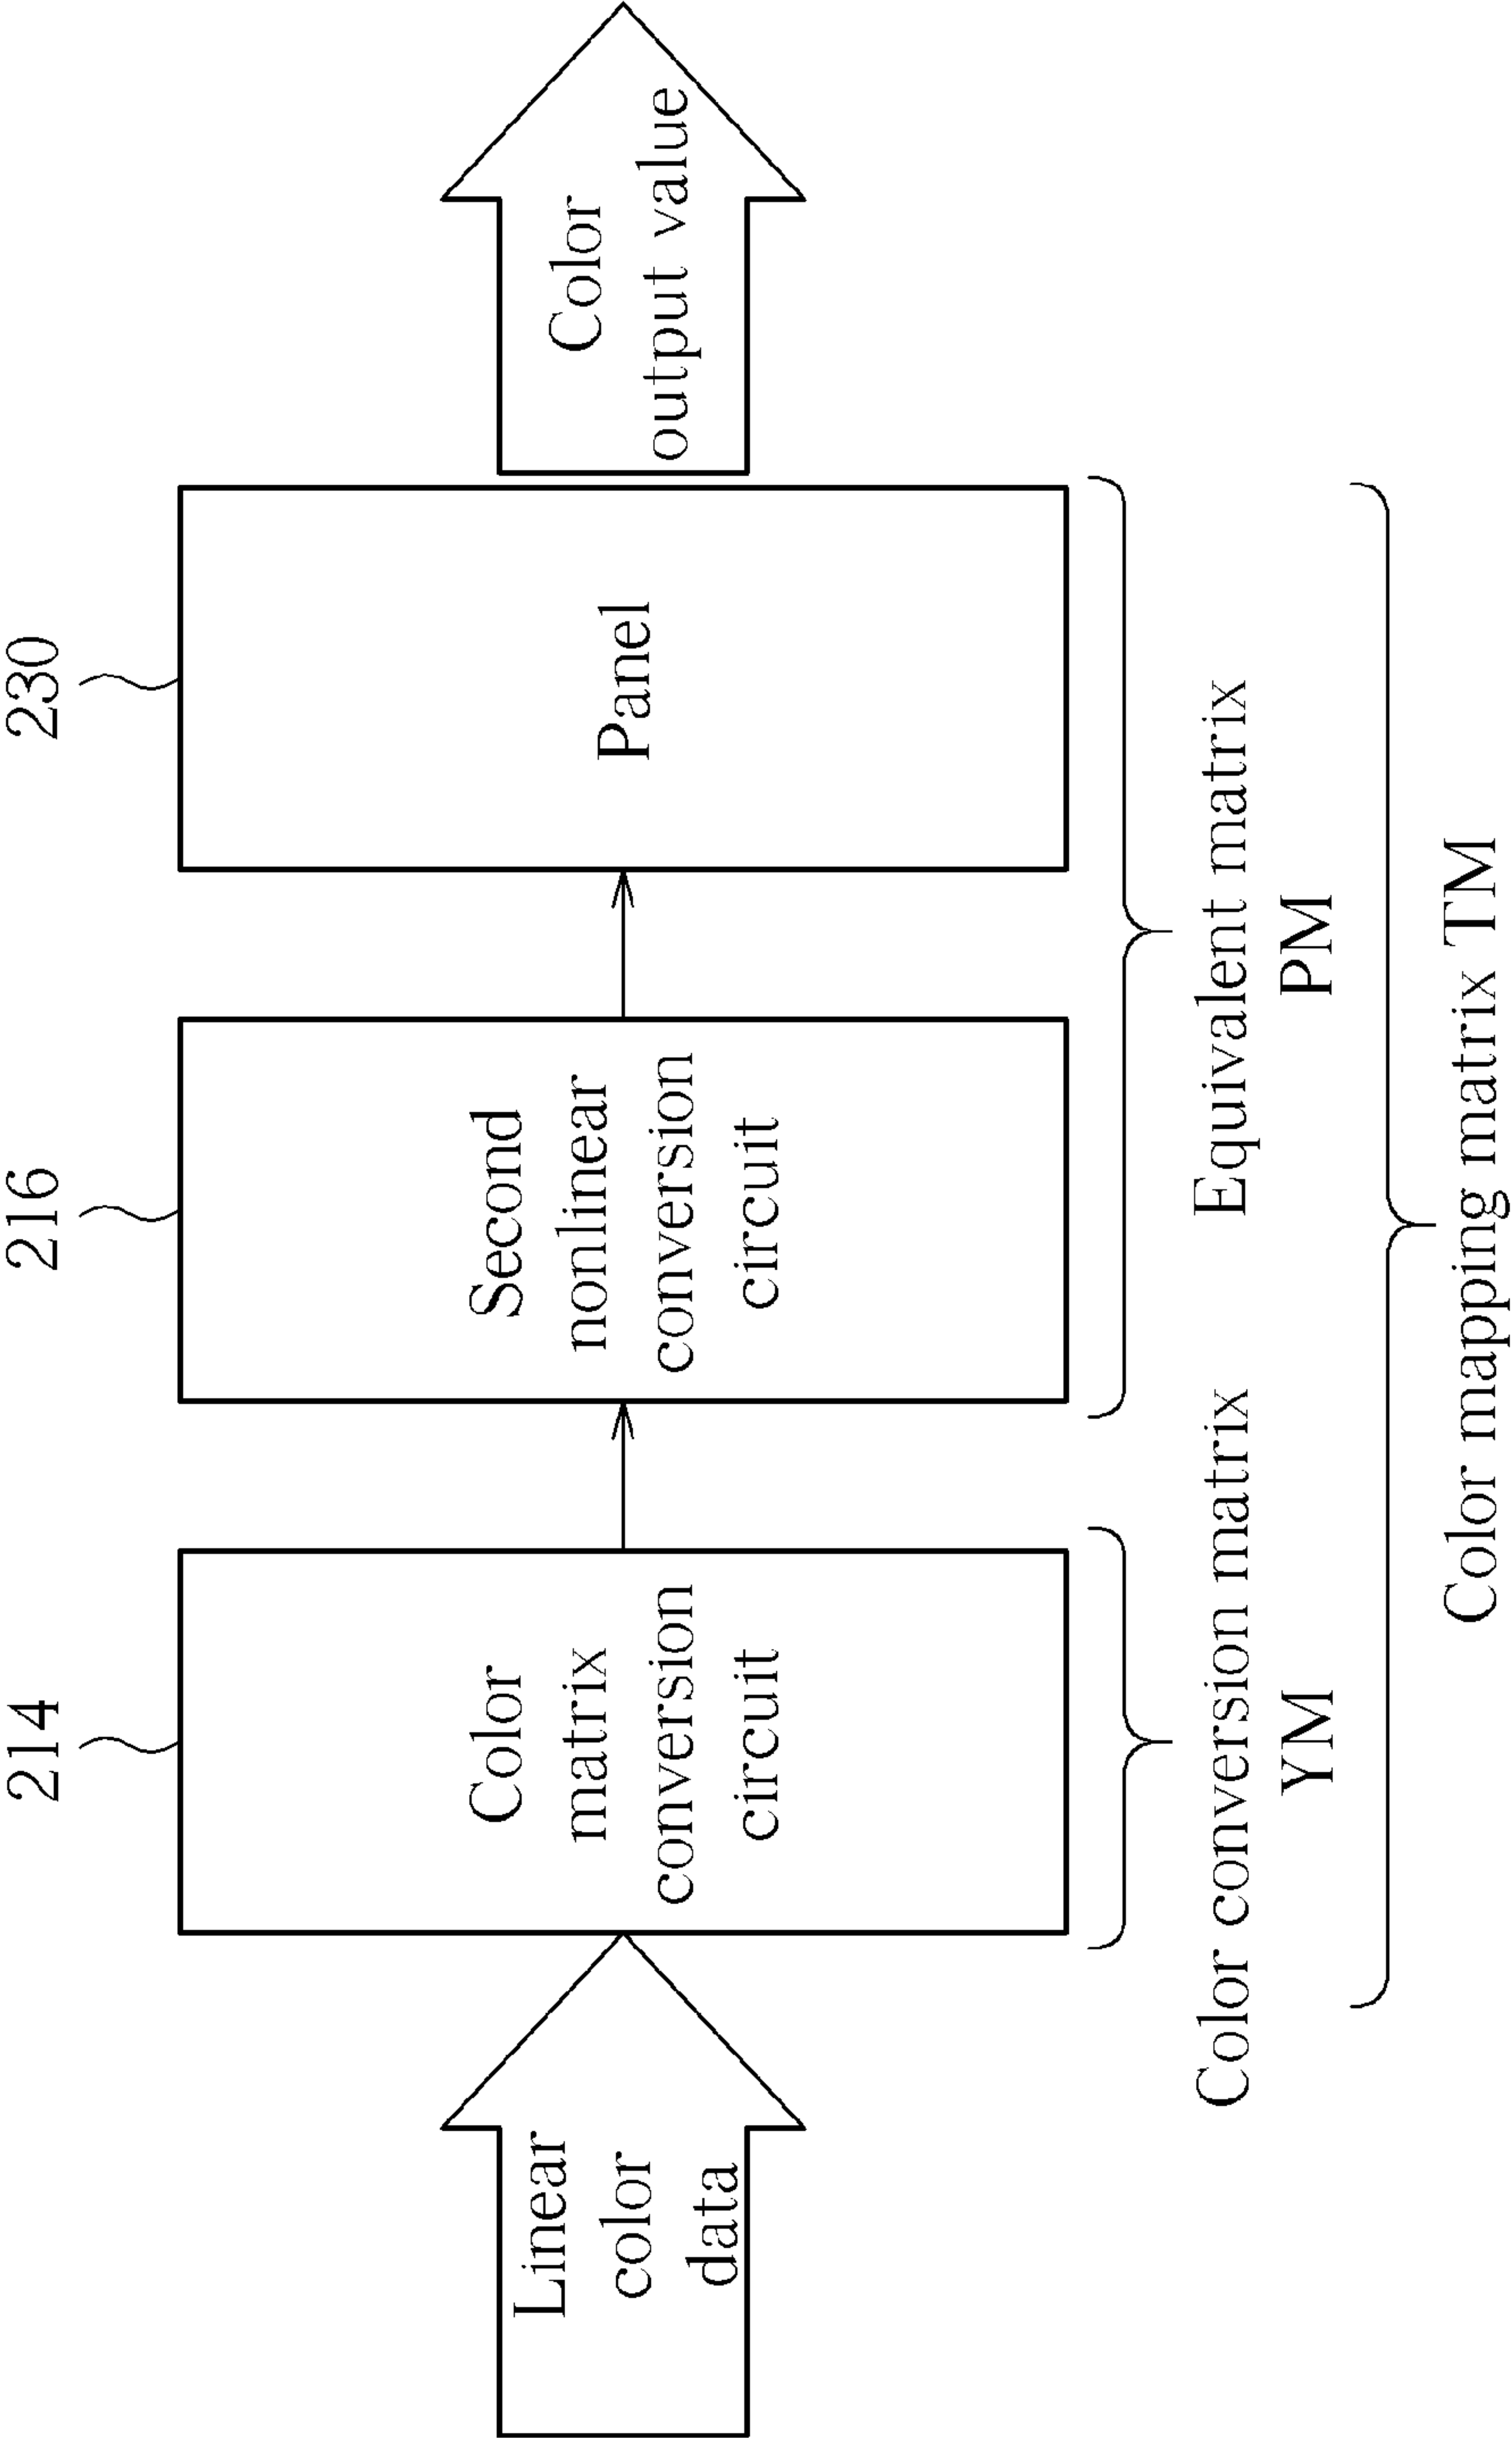 214
216
230
Linear
color
data
Color
matrix
conversion
circuit
Second
nonlinear
conversion
circuit
Panel
Color
output value
Color conversion matrix
YM
Equivalent matrix
PM
Color mapping matrix TM